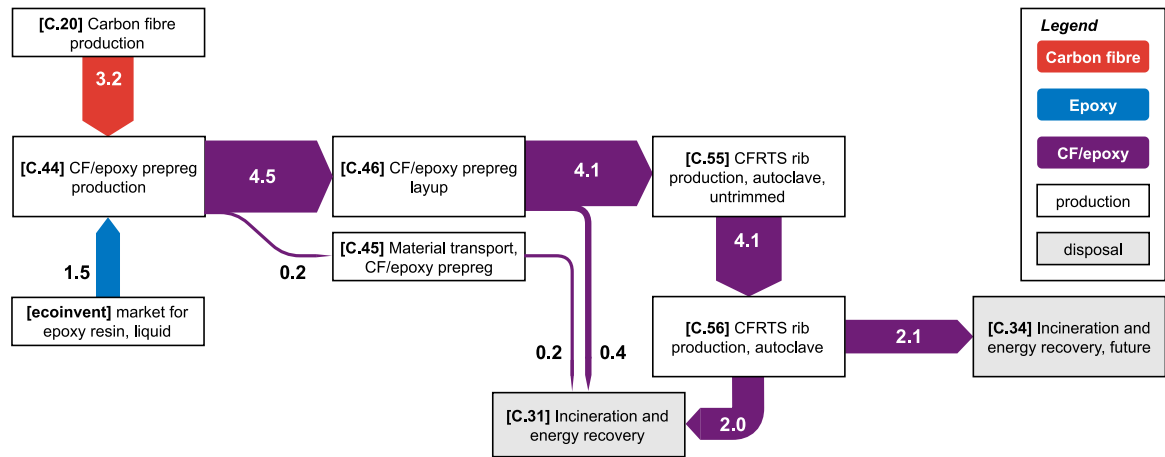 [C.20] Carbon fibre
production
3.2
[C.44] CF/epoxy prepreg
production
4.5
[C.46] CF/epoxy prepreg
layup
4.1
[C.55] CFRTS rib
production, autoclave,
untrimmed
4.1
1.5
0.2
[C.45] Material transport,
CF/epoxy prepreg
[ecoinvent] market for
epoxy resin, liquid
0.2
0.4
[C.56] CFRTS rib
production, autoclave
2.1
[C.34] Incineration and
energy recovery, future
[C.31] Incineration and
energy recovery
2.0
Legend
Carbon fibre
Epoxy
CF/epoxy
production
disposal